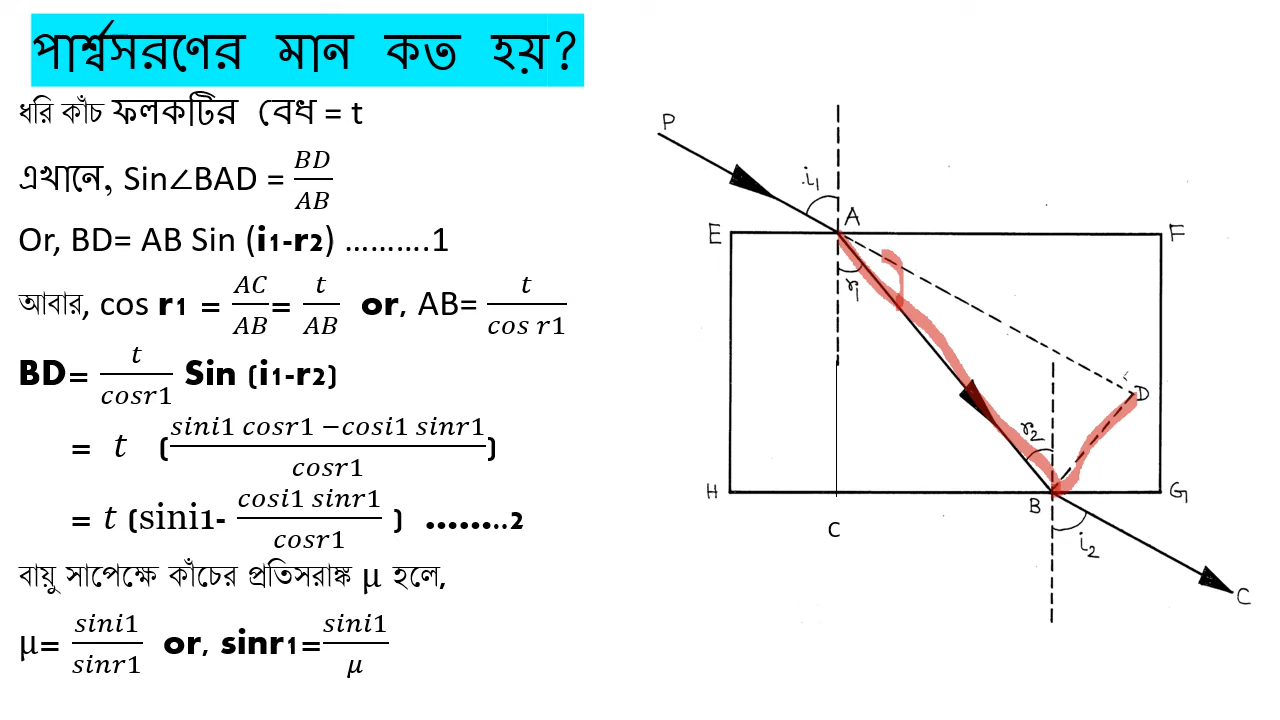 পার্শ্বসরণের মান কত হয়?
ধরি কাঁচ ফলকটির বেধ = t
এখানে, Sin∠BAD = BD/AB
Or, BD= AB Sin (i1-r2) ……….1
আবার, cos r1 = AC/AB = t/AB or, AB= t/cos r1
BD= t/cosr1 Sin (i1-r2)
= t (sini1 cosr1 −cosi1 sinr1/cosr1)
= t (sini1- cosi1 sinr1/cosr1 ) ……..2
বায়ু সাপেক্ষে কাঁচের প্রতিসরাঙ্ক μ হলে,
μ= sini1/sinr1 or, sinr1=sini1/μ
P
i1
A
E
F
r1
D
r2
H
B
G
C
i2
C